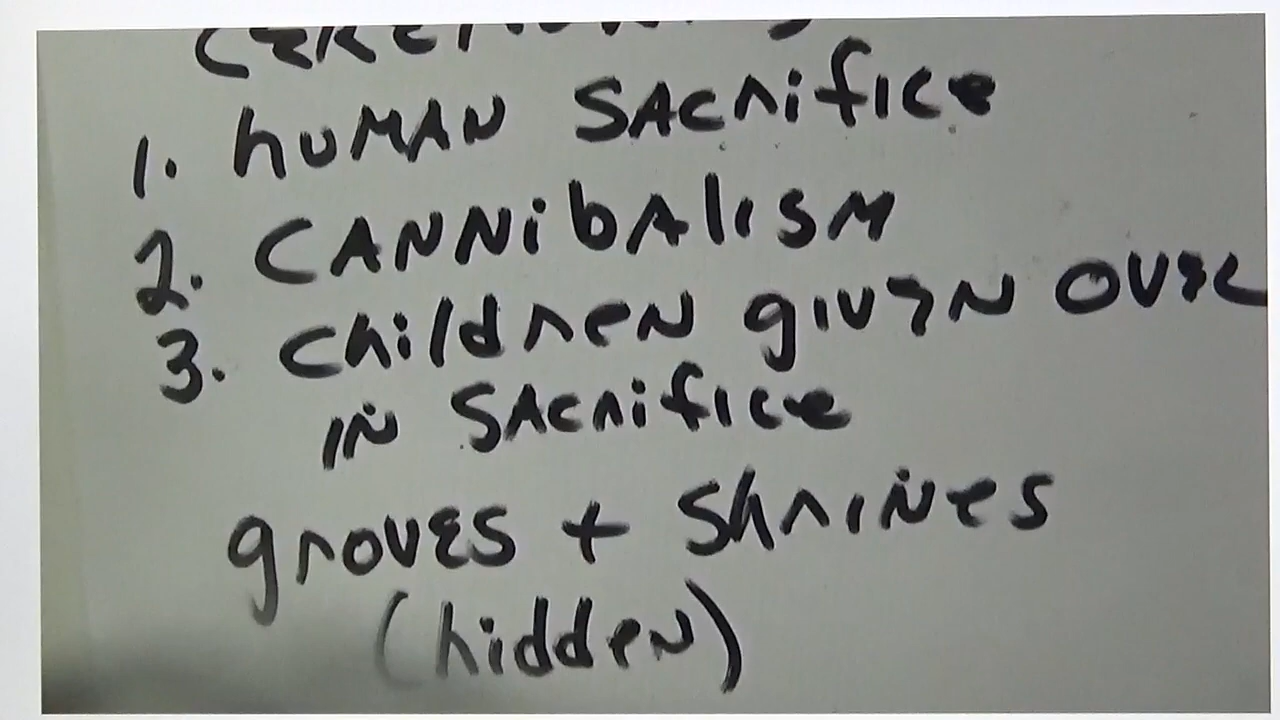 1. huMAN SACrifice
2. CANNibAlisM
3. ChildreN giveN over
iN SACrifice
groves + Shrines
(hidden)